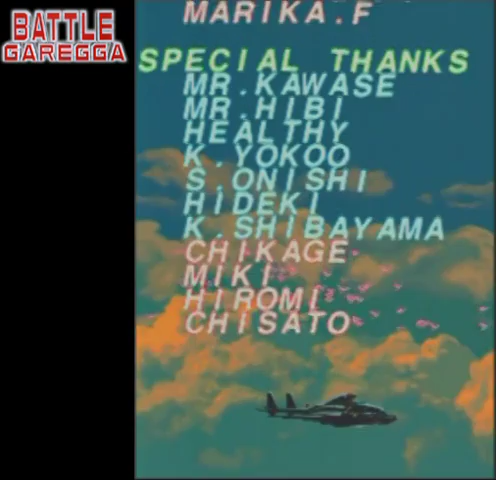 BATTLE
GAREGGA
MARIKA.F
SPECIAL THANKS
MR.KAWASE
MR.HIBI
HEALTHY
K.YOKOO
S.ONISHI
HIDEKI
K.SHIBAYAMA
CHIKAGE
MIKI
HIROMI
CHISATO